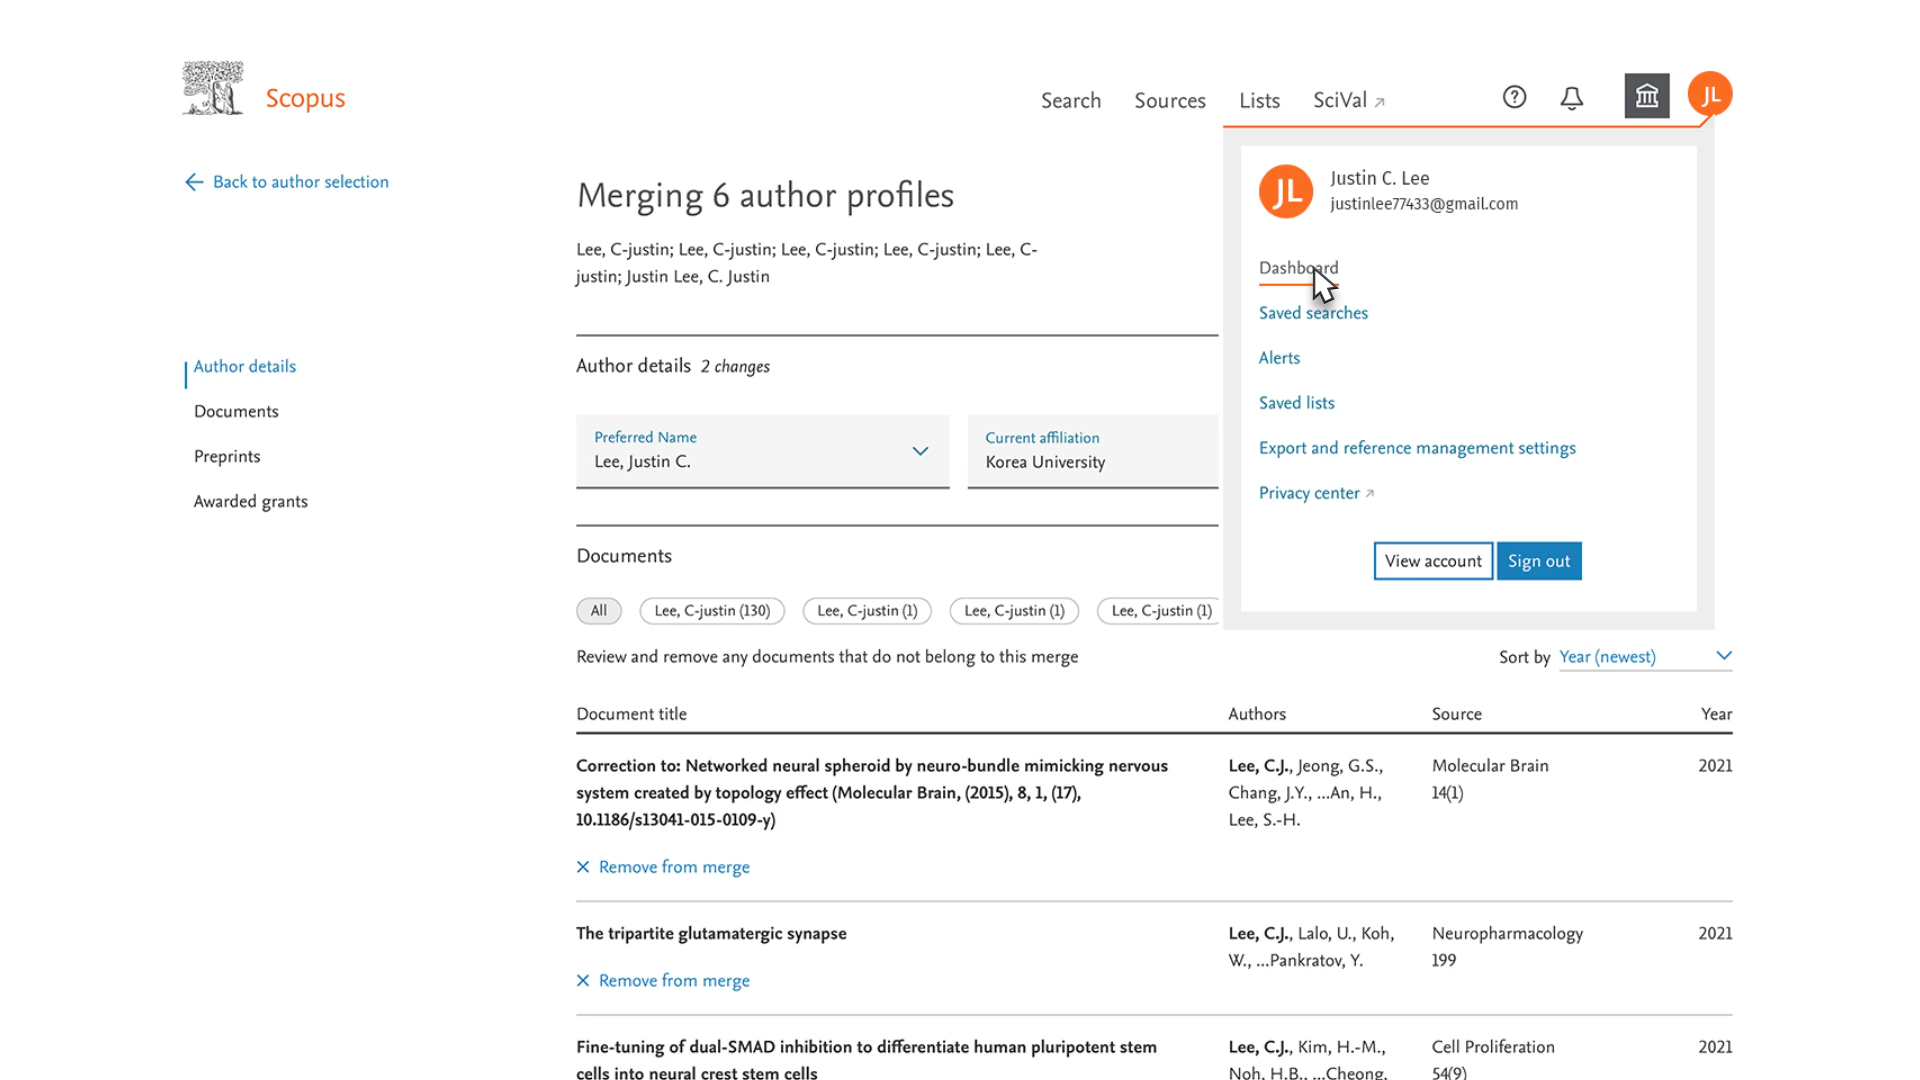 Scopus
Search
Sources
Lists
SciVal
JL
Back to author selection
Merging 6 author profiles
Lee, C-justin; Lee, C-justin; Lee, C-justin; Lee, C-justin; Lee, C-
justin; Justin Lee, C. Justin
JL
Justin C. Lee
justinlee77433@gmail.com
Dashboard
Saved searches
Alerts
Saved lists
Export and reference management settings
Privacy center
View account
Sign out
Author details
Documents
Preprints
Awarded grants
Author details 2 changes
Preferred Name
Lee, Justin C.
Current affiliation
Korea University
Documents
All
Lee, C-justin (130)
Lee, C-justin (1)
Lee, C-justin (1)
Lee, C-justin (1)
Review and remove any documents that do not belong to this merge
Sort by Year (newest)
Document title
Authors
Source
Year
Correction to: Networked neural spheroid by neuro-bundle mimicking nervous
system created by topology effect (Molecular Brain, (2015), 8, 1, (17),
10.1186/s13041-015-0109-y)
Lee, C.J., Jeong, G.S.,
Chang, J.Y., ...An, H.,
Lee, S.-H.
Molecular Brain
14(1)
2021
Remove from merge
The tripartite glutamatergic synapse
Lee, C.J., Lalo, U., Koh,
W., ...Pankratov, Y.
Neuropharmacology
199
2021
Remove from merge
Fine-tuning of dual-SMAD inhibition to differentiate human pluripotent stem
cells into neural crest stem cells
Lee, C.J., Kim, H.-M.,
Noh, H.B., ...Cheong,
Cell Proliferation
54(9)
2021